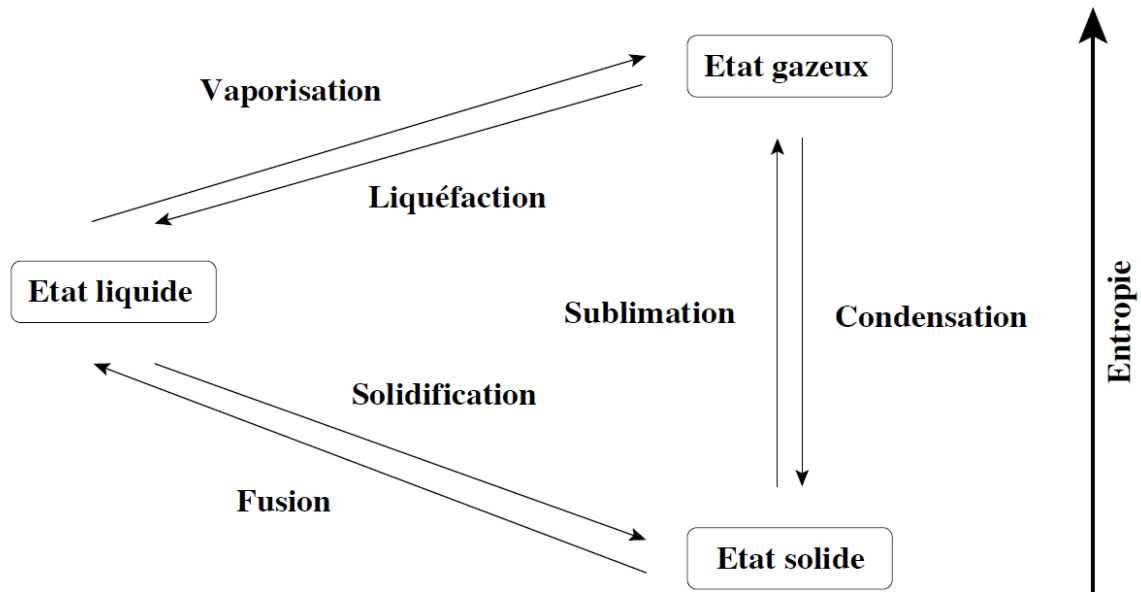 Etat gazeux
Vaporisation
Liquéfaction
Etat liquide
Sublimation
Condensation
Entropie
Solidification
Fusion
Etat solide